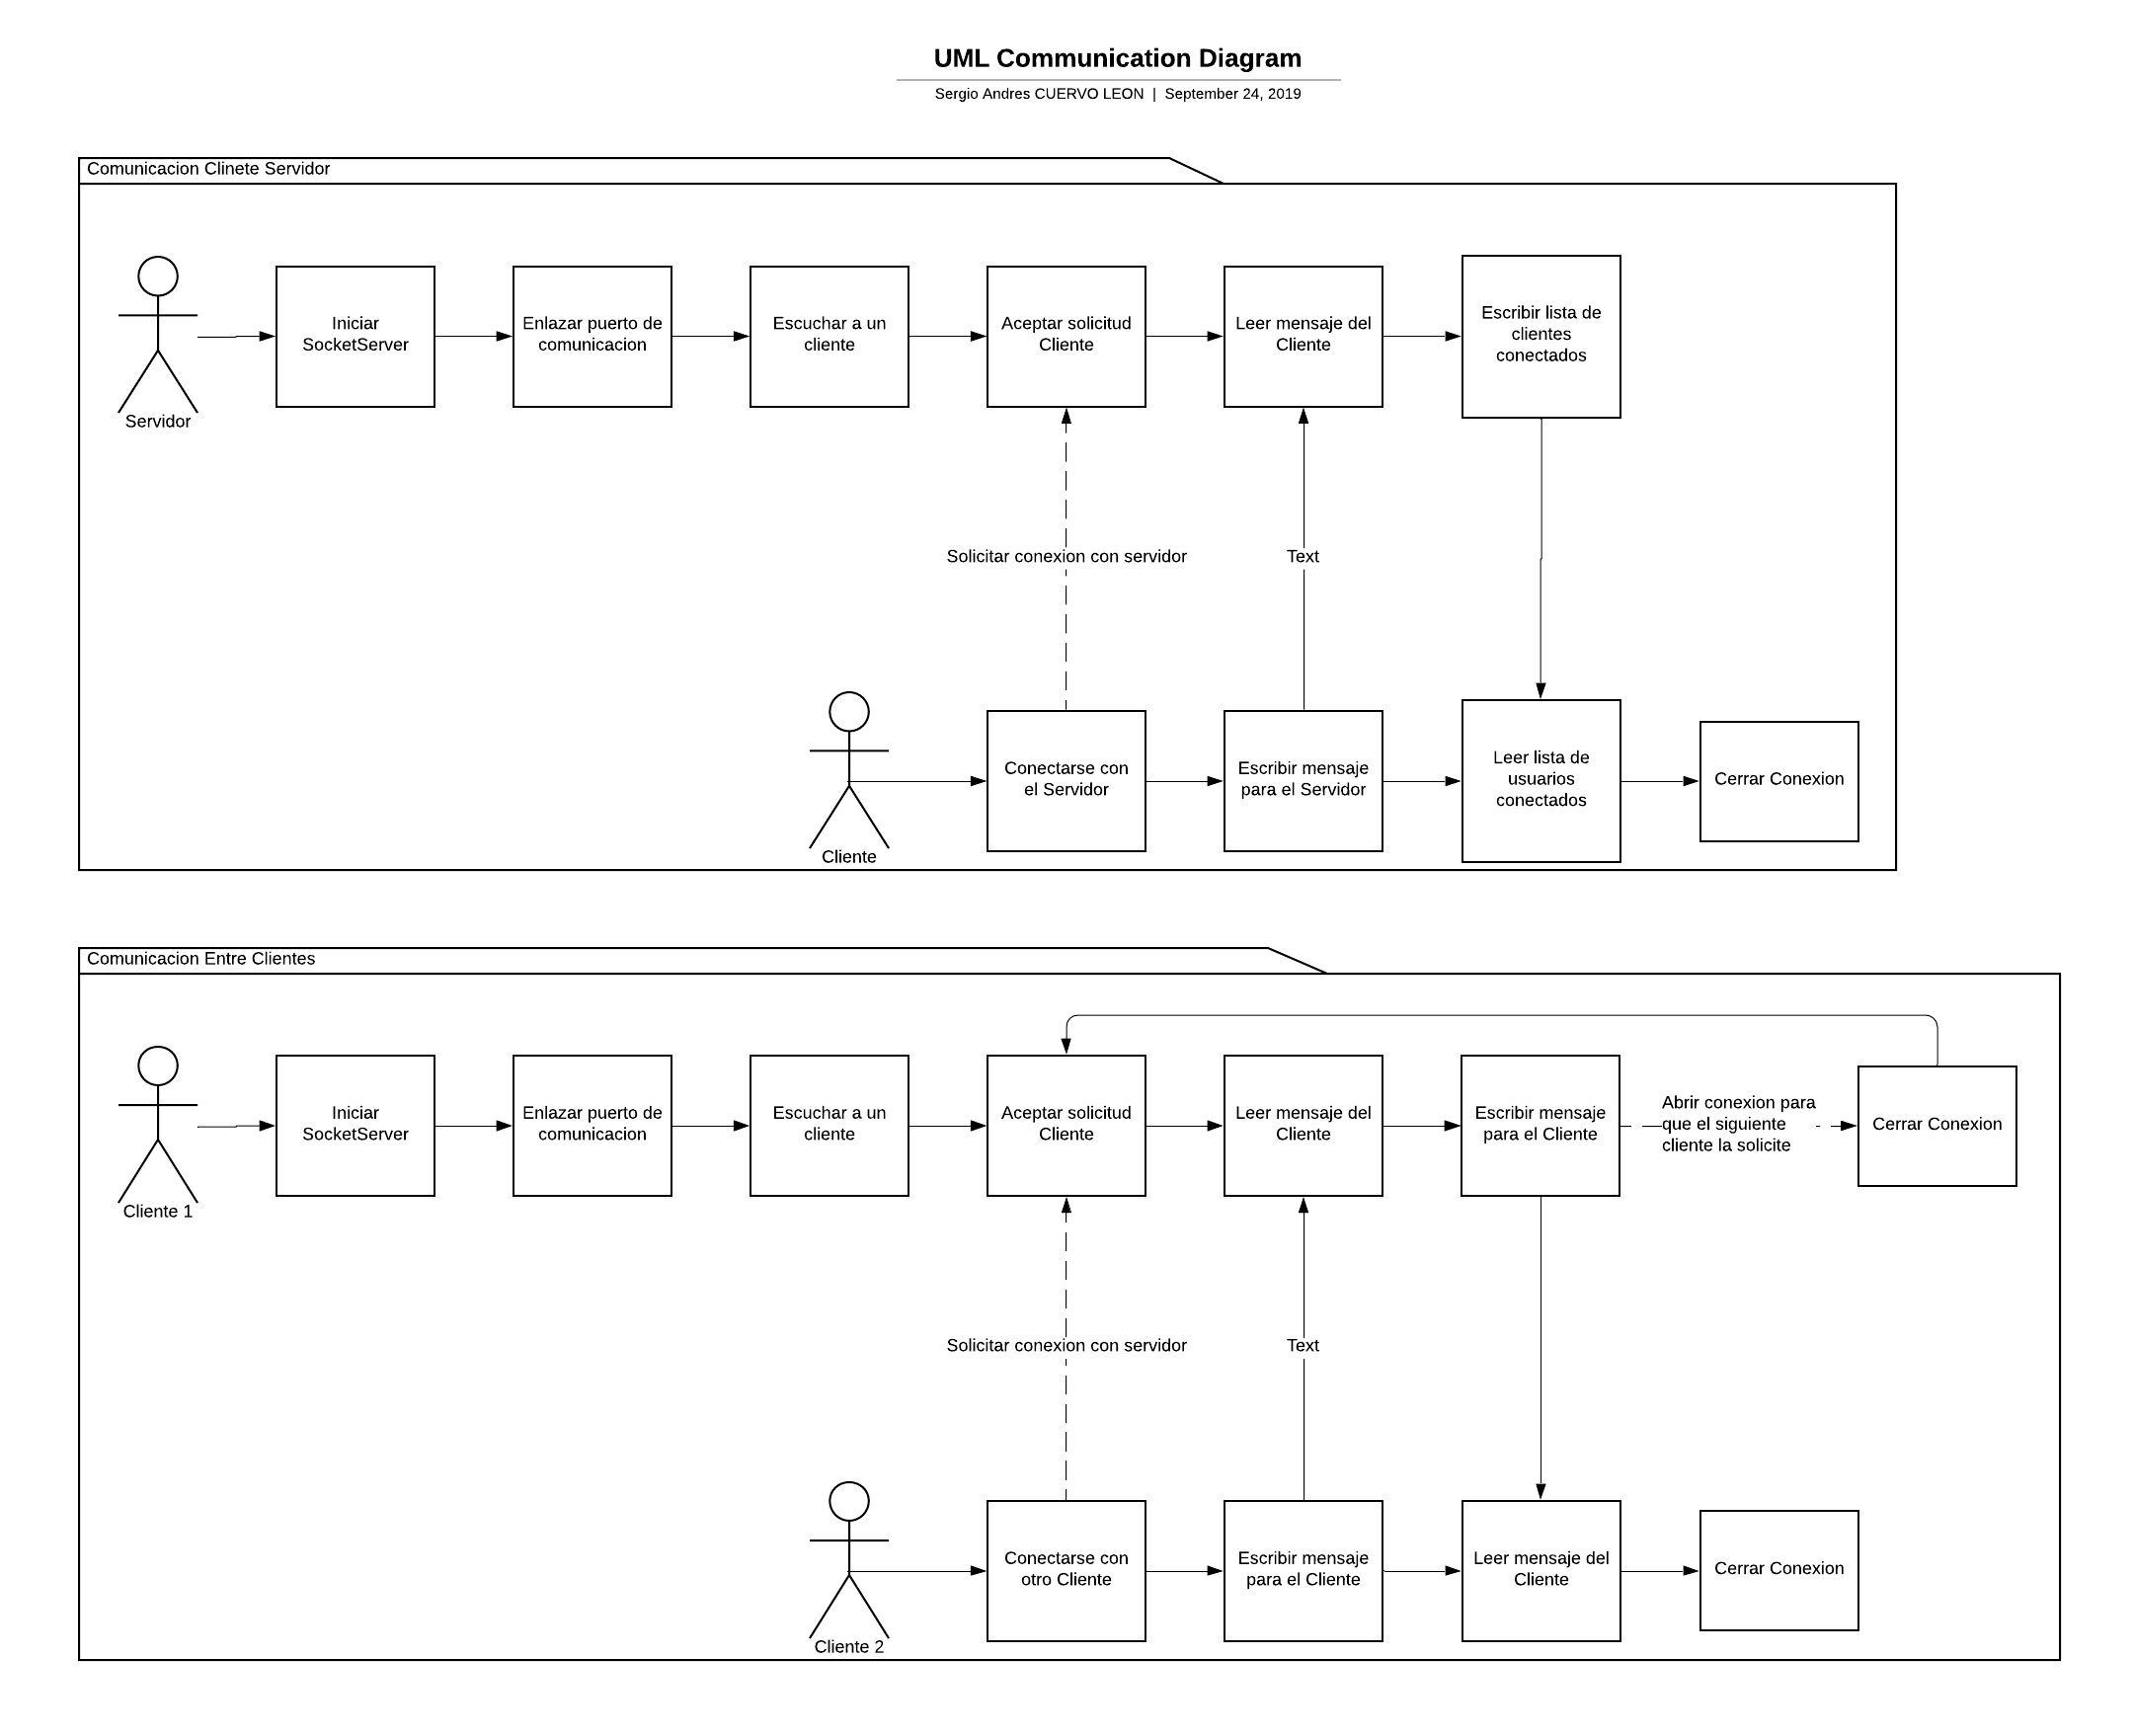 UML Communication Diagram
Sergio Andres CUERVO LEON | September 24, 2019
Comunicacion Clinete Servidor
Servidor
Iniciar
SocketServer
Enlazar puerto de
comunicacion
Escuchar a un
cliente
Aceptar solicitud
Cliente
Leer mensaje del
Cliente
Escribir lista de
clientes
conectados
Solicitar conexion con servidor
Text
Cliente
Conectarse con
el Servidor
Escribir mensaje
para el Servidor
Leer lista de
usuarios
conectados
Cerrar Conexion
Comunicacion Entre Clientes
Cliente 1
Iniciar
SocketServer
Enlazar puerto de
comunicacion
Escuchar a un
cliente
Aceptar solicitud
Cliente
Leer mensaje del
Cliente
Escribir mensaje
para el Cliente
Abrir conexion para
que el siguiente
cliente la solicite
Cerrar Conexion
Solicitar conexion con servidor
Text
Cliente 2
Conectarse con
otro Cliente
Escribir mensaje
para el Cliente
Leer mensaje del
Cliente
Cerrar Conexion